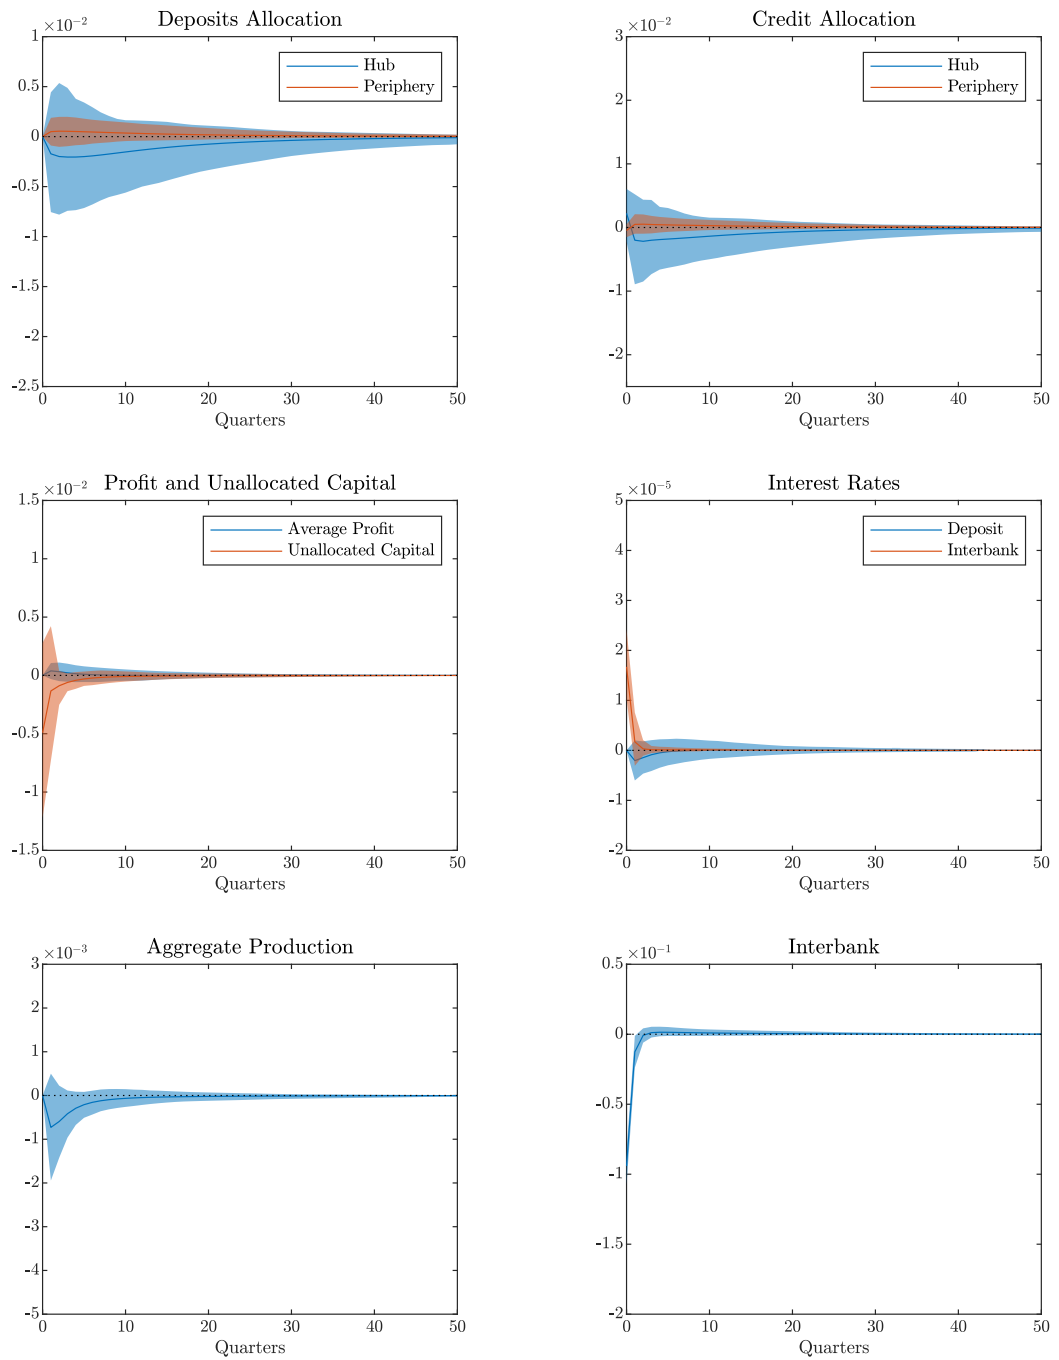 Deposits Allocation
×10⁻²
1
0.5
0
-0.5
-1
-1.5
-2
-2.5
0 10 20 30 40 50
Quarters
Hub
Periphery
Credit Allocation
×10⁻²
3
2
1
0
-1
-2
0 10 20 30 40 50
Quarters
Hub
Periphery
Profit and Unallocated Capital
×10⁻²
1.5
1
0.5
0
-0.5
-1
-1.5
0 10 20 30 40 50
Quarters
Average Profit
Unallocated Capital
Interest Rates
×10⁻⁵
5
4
3
2
1
0
-1
-2
0 10 20 30 40 50
Quarters
Deposit
Interbank
Aggregate Production
×10⁻³
3
2
1
0
-1
-2
-3
-4
-5
0 10 20 30 40 50
Quarters
Interbank
×10⁻¹
0.5
0
-0.5
-1
-1.5
-2
0 10 20 30 40 50
Quarters